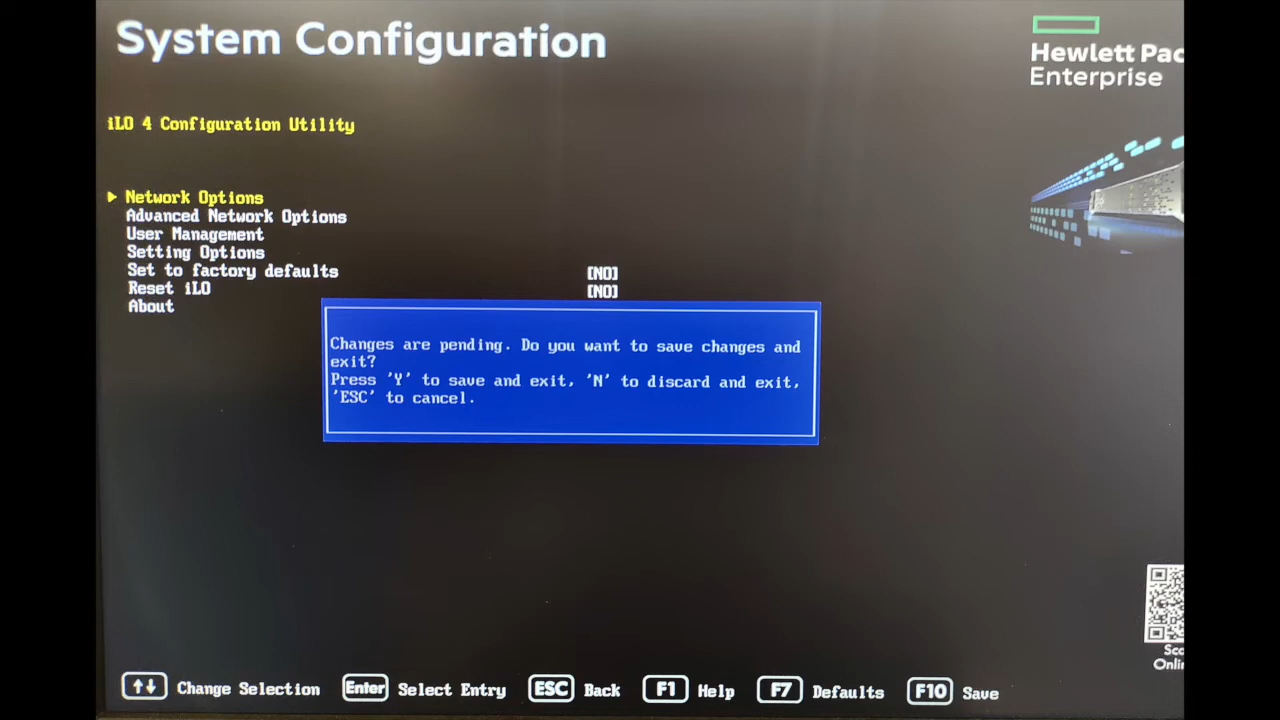 System Configuration
Hewlett Pac
Enterprise
iLO 4 Configuration Utility
Network Options
Advanced Network Options
User Management
Setting Options
Set to factory defaults [NO]
Reset iLO [NO]
About
Changes are pending. Do you want to save changes and
exit?
Press 'Y' to save and exit, 'N' to discard and exit,
'ESC' to cancel.
Sca
Onlin
↑↓ Change Selection Enter Select Entry ESC Back F1 Help F7 Defaults F10 Save